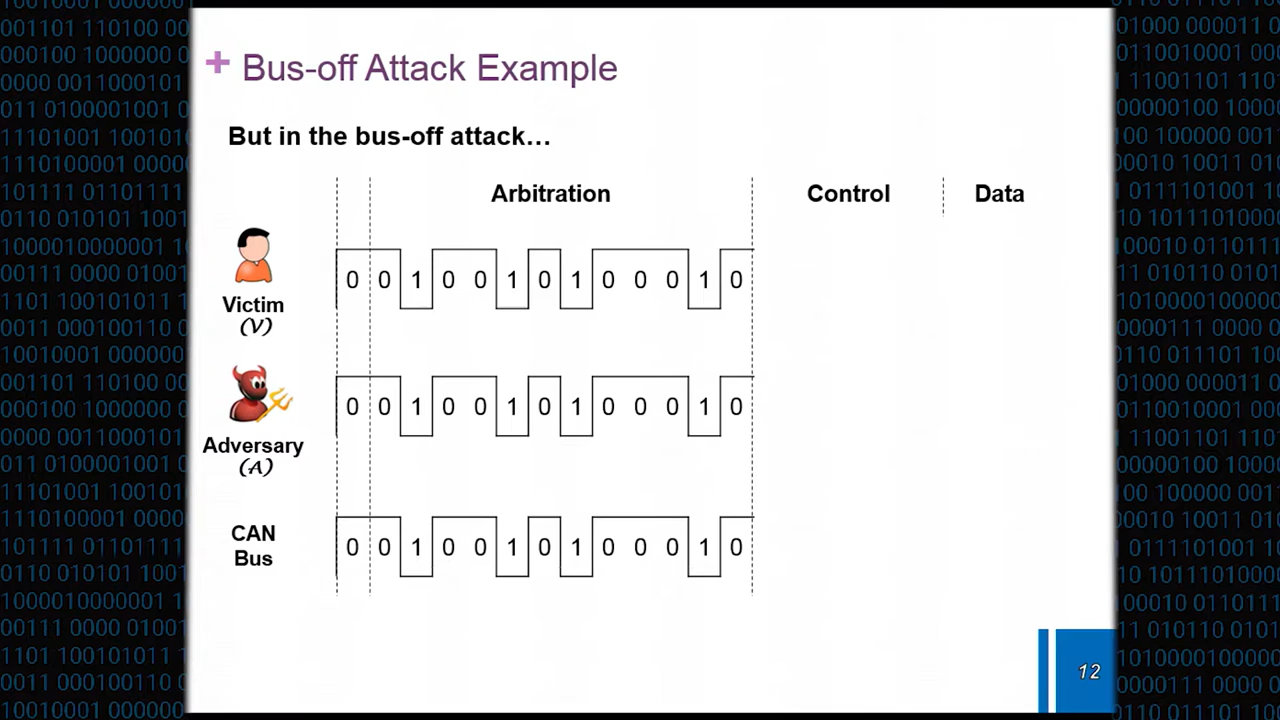 + Bus-off Attack Example
But in the bus-off attack…
Arbitration Control Data
0 0 1 0 0 1 0 1 0 0 0 1 0
Victim
(V)
0 0 1 0 0 1 0 1 0 0 0 1 0
Adversary
(A)
CAN
0 0 1 0 0 1 0 1 0 0 0 1 0
Bus
12